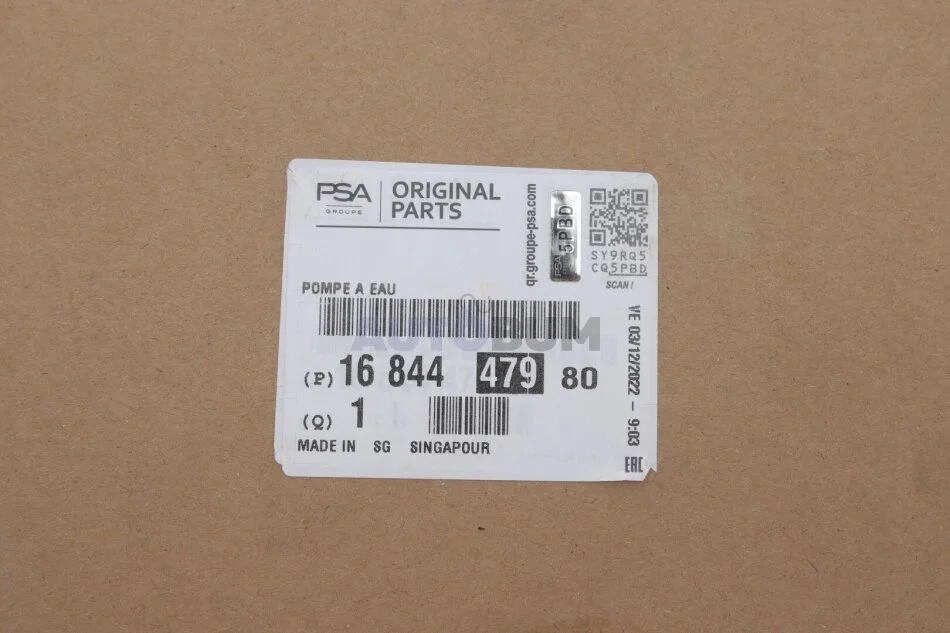 PSA
GROUPE
ORIGINAL
PARTS
qr.groupe-psa.com
PSA 5PBD
SY9RQ5
CQ5PBD
SCAN!
POMPE A EAU
AUTOBUM
(P) 16 844 479 80
(Q) 1
MADE IN SG SINGAPOUR
VE 03/12/2022 - 9:03
EAC